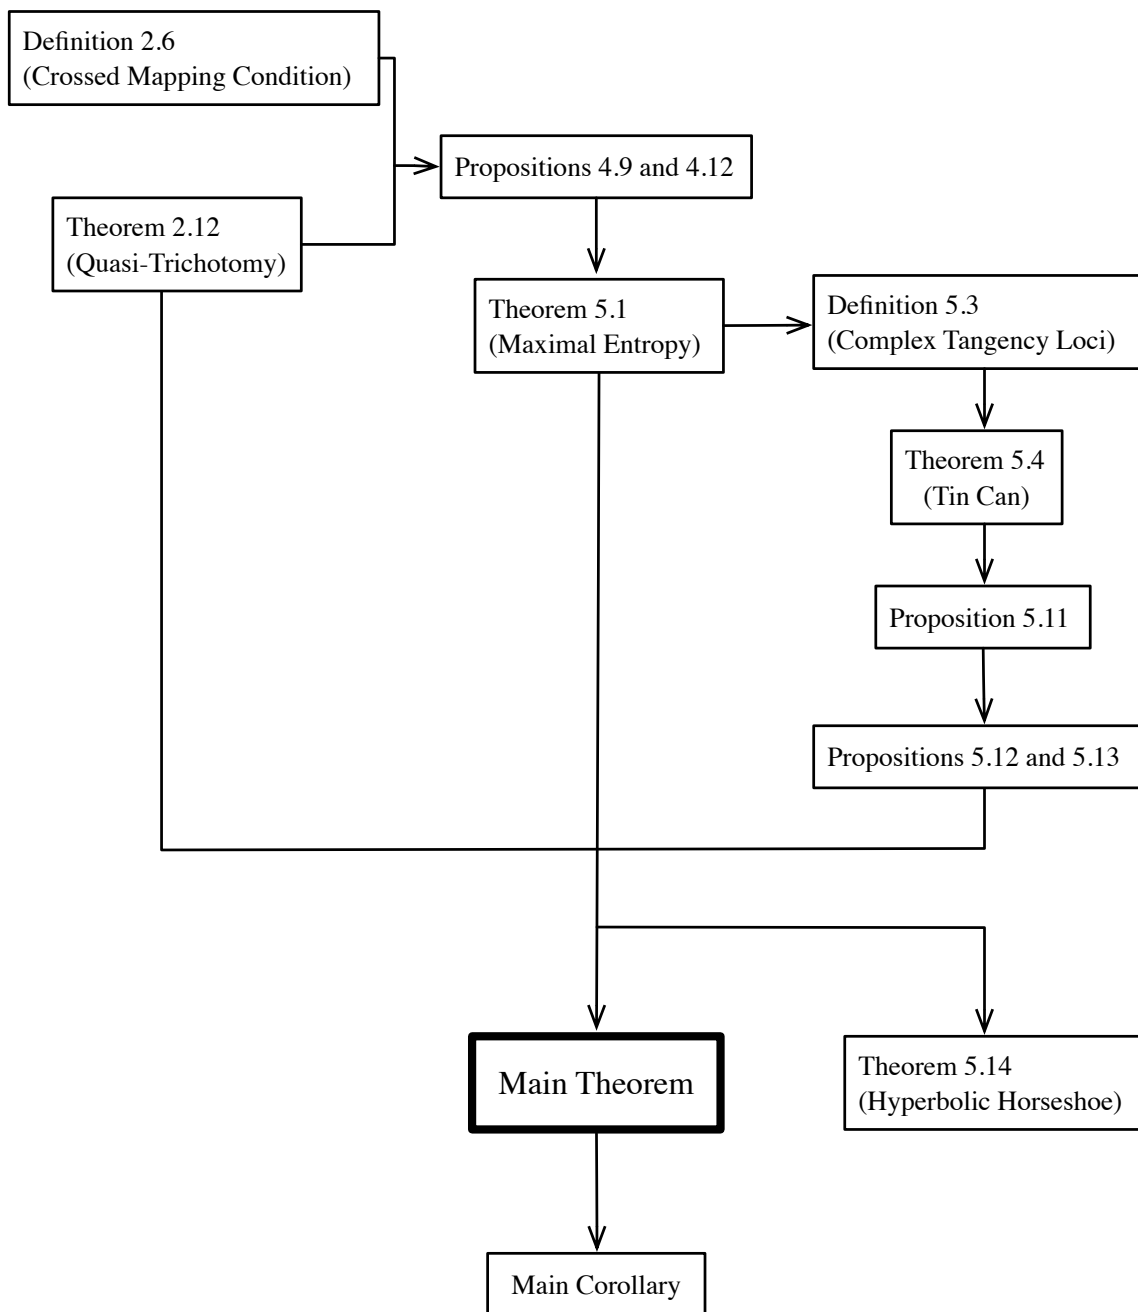 Definition 2.6
(Crossed Mapping Condition)
Propositions 4.9 and 4.12
Theorem 2.12
(Quasi-Trichotomy)
Theorem 5.1
(Maximal Entropy)
Definition 5.3
(Complex Tangency Loci)
Theorem 5.4
(Tin Can)
Proposition 5.11
Propositions 5.12 and 5.13
Main Theorem
Theorem 5.14
(Hyperbolic Horseshoe)
Main Corollary